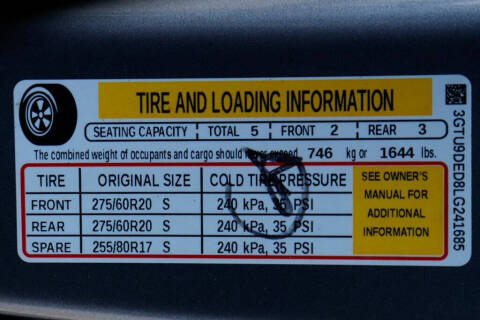 TIRE AND LOADING INFORMATION
SEATING CAPACITY TOTAL 5 FRONT 2 REAR 3
The combined weight of occupants and cargo should never exceed 746 kg or 1644 lbs.
TIRE ORIGINAL SIZE COLD TIRE PRESSURE
FRONT 275/60R20 S 240 kPa, 35 PSI
REAR 275/60R20 S 240 kPa, 35 PSI
SPARE 255/80R17 S 240 kPa, 35 PSI
SEE OWNER'S
MANUAL FOR
ADDITIONAL
INFORMATION
3GTU9DED8LG241685